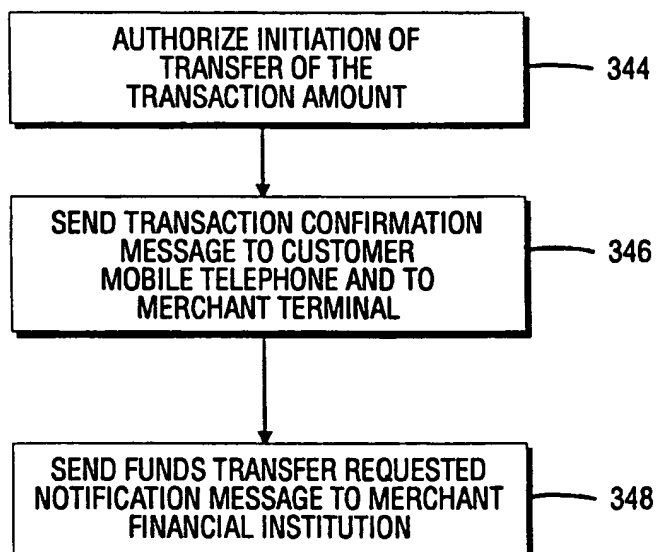 AUTHORIZE INITIATION OF
TRANSFER OF THE
TRANSACTION AMOUNT
344
SEND TRANSACTION CONFIRMATION
MESSAGE TO CUSTOMER
MOBILE TELEPHONE AND TO
MERCHANT TERMINAL
346
SEND FUNDS TRANSFER REQUESTED
NOTIFICATION MESSAGE TO MERCHANT
FINANCIAL INSTITUTION
348